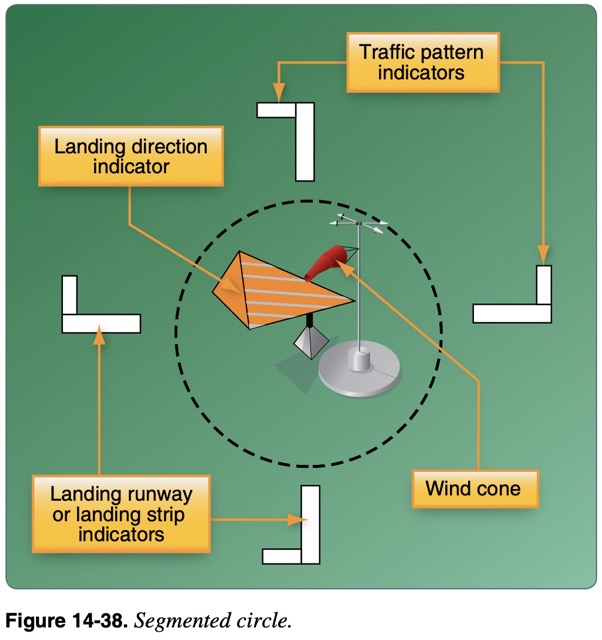 Traffic pattern
indicators
Landing direction
indicator
Wind cone
Landing runway
or landing strip
indicators
Figure 14-38. Segmented circle.